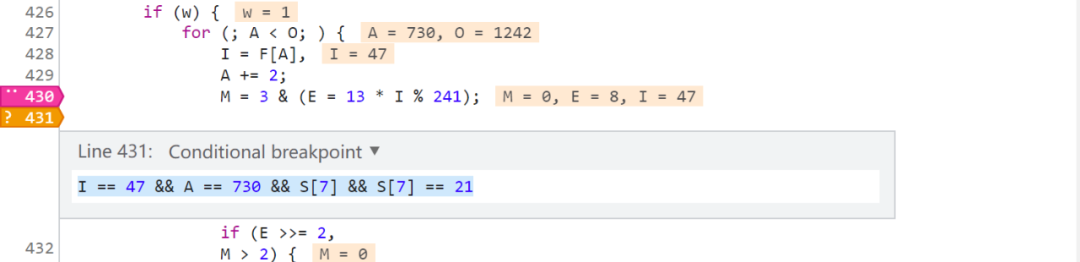 426 if (w) { w = 1
427 for (; A < O; ) { A = 730, O = 1242
428 I = F[A], I = 47
429 A += 2;
430 M = 3 & (E = 13 * I % 241); M = 0, E = 8, I = 47
? 431
Line 431: Conditional breakpoint ▼
I == 47 && A == 730 && S[7] && S[7] == 21
if (E >>= 2,
432 M > 2) { M = 0